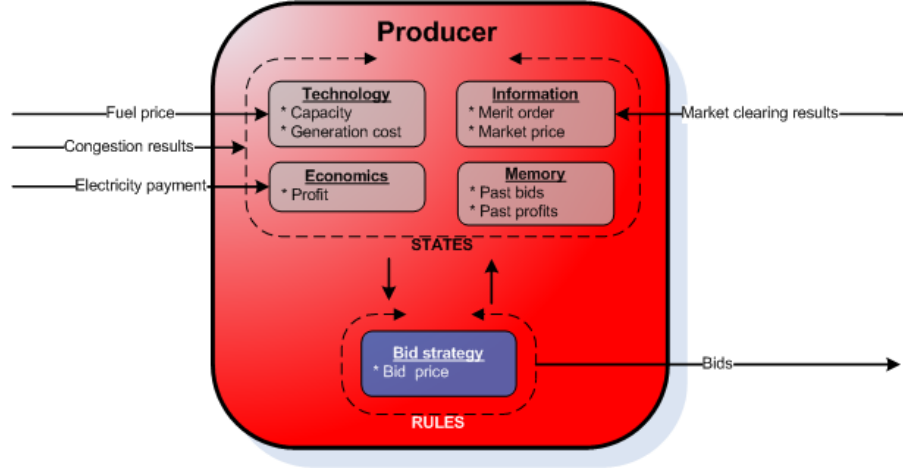 Producer
Technology
* Capacity
* Generation cost
Information
* Merit order
* Market price
Fuel price
Market clearing results
Congestion results
Economics
* Profit
Memory
* Past bids
* Past profits
Electricity payment
STATES
Bid strategy
* Bid price
Bids
RULES